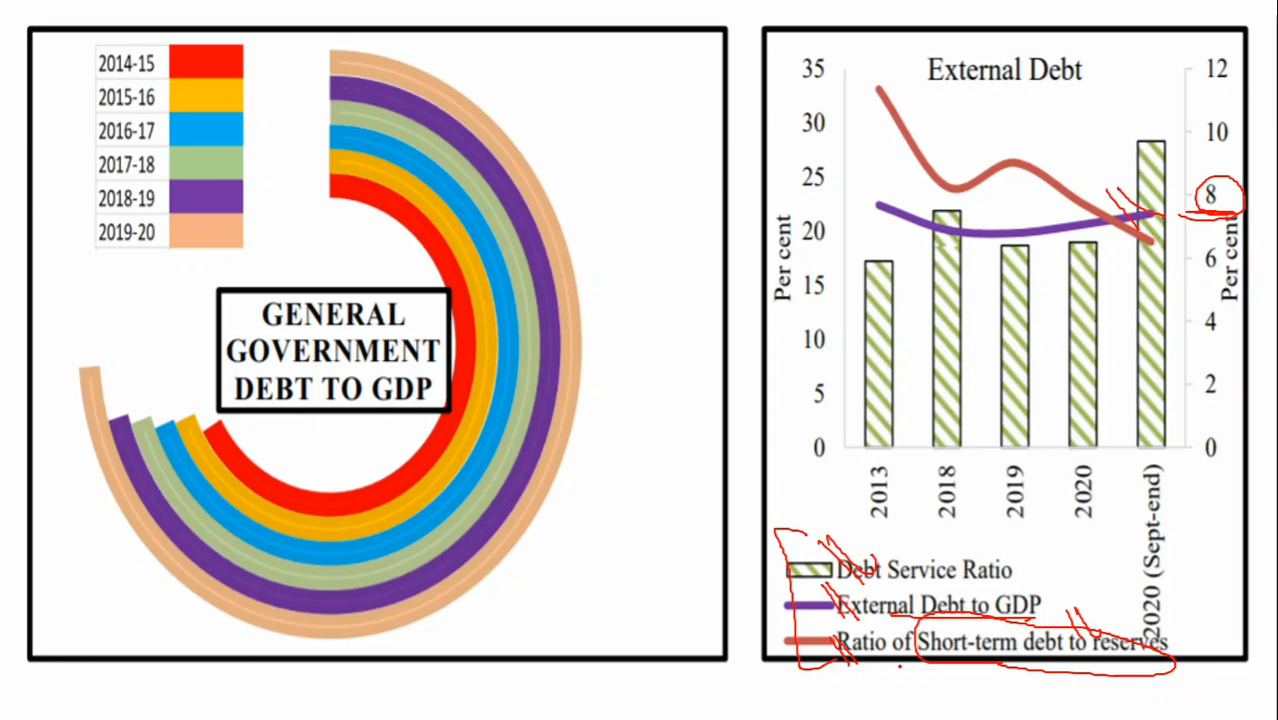 2014-15
2015-16
2016-17
2017-18
2018-19
2019-20
GENERAL
GOVERNMENT
DEBT TO GDP
External Debt
35
30
25
20
15
10
5
0
Per cent
12
10
8
6
4
2
0
Per cent
2013
2018
2019
2020
2020 (Sept-end)
Debt Service Ratio
External Debt to GDP
Ratio of Short-term debt to reserves